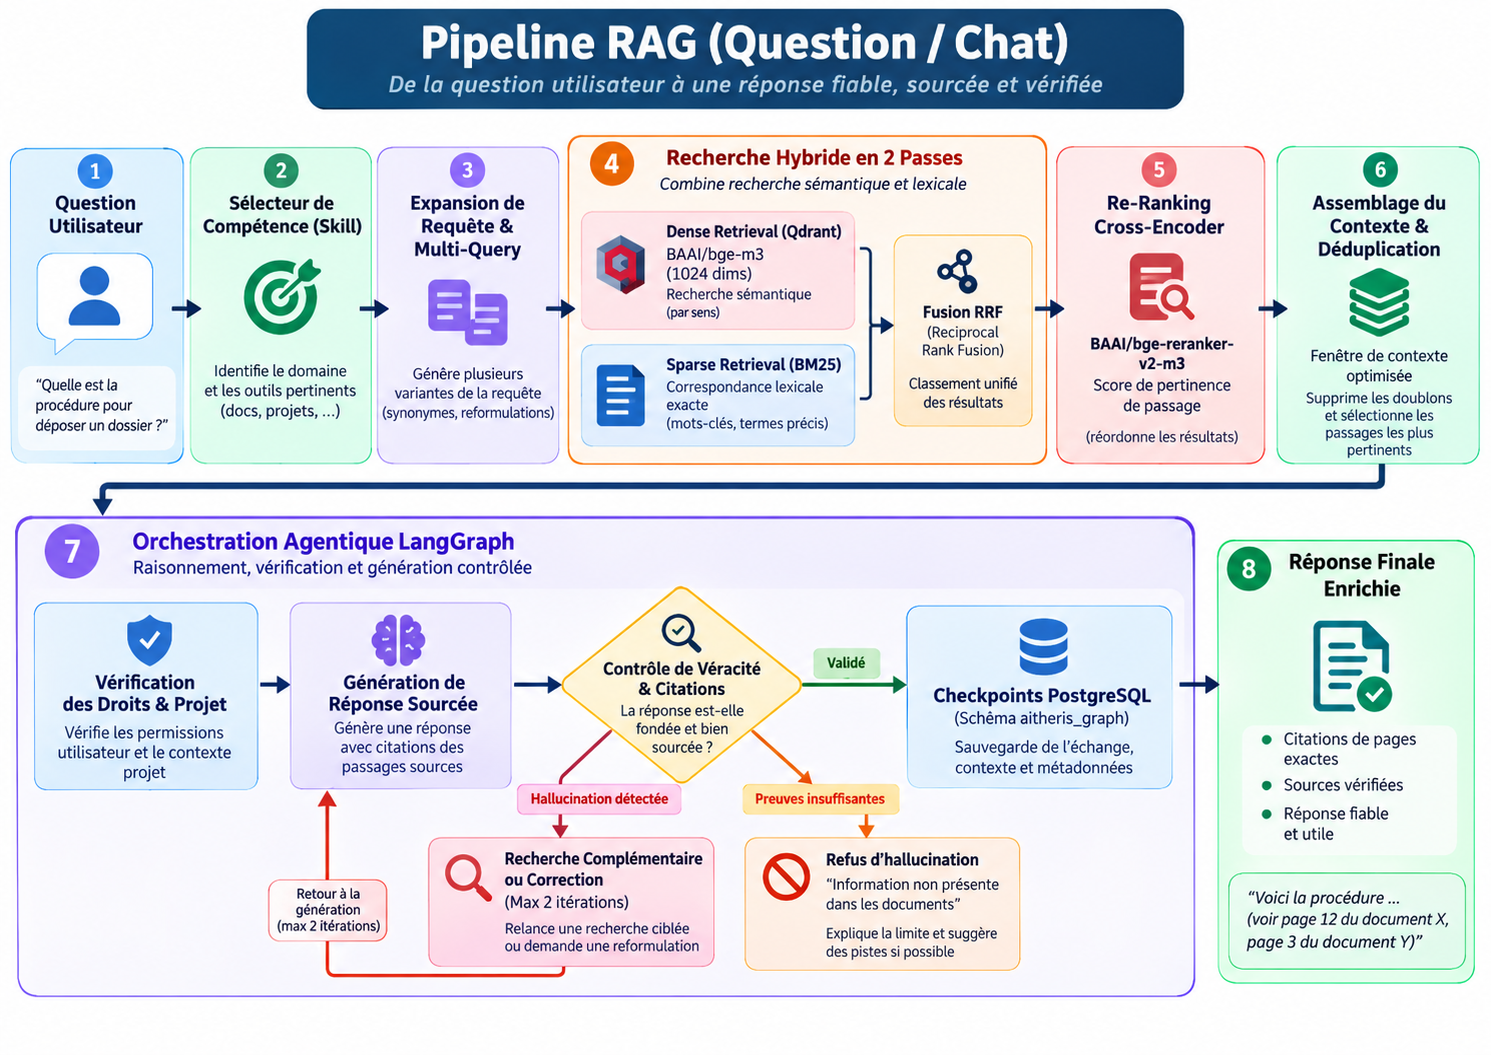 Pipeline RAG (Question / Chat)
De la question utilisateur à une réponse fiable, sourcée et vérifiée
1
Question
Utilisateur
“Quelle est la
procédure pour
déposer un dossier ?”
2
Sélecteur de
Compétence (Skill)
Identifie le domaine
et les outils pertinents
(docs, projets, ...)
3
Expansion de
Requête &
Multi-Query
Génère plusieurs
variantes de la requête
(synonymes, reformulations)
4
Recherche Hybride en 2 Passes
Combine recherche sémantique et lexicale
Dense Retrieval (Qdrant)
BAAI/bge-m3
(1024 dims)
Recherche sémantique
(par sens)
Sparse Retrieval (BM25)
Correspondance lexicale
exacte
(mots-clés, termes précis)
Fusion RRF
(Reciprocal
Rank Fusion)
Classement unifié
des résultats
5
Re-Ranking
Cross-Encoder
BAAI/bge-reranker-
v2-m3
Score de pertinence
de passage
(réordonne les résultats)
6
Assemblage du
Contexte &
Déduplication
Fenêtre de contexte
optimisée
Supprime les doublons
et sélectionne les
passages les plus
pertinents
7
Orchestration Agentique LangGraph
Raisonnement, vérification et génération contrôlée
Vérification
des Droits & Projet
Vérifie les permissions
utilisateur et le contexte
projet
Génération de
Réponse Sourcée
Génère une réponse
avec citations des
passages sources
Contrôle de Véracité
& Citations
La réponse est-elle
fondée et bien
sourcée ?
Validé
Checkpoints PostgreSQL
(Schéma aitheris_graph)
Sauvegarde de l’échange,
contexte et métadonnées
Hallucination détectée
Preuves insuffisantes
Retour à la
génération
(max 2 itérations)
Recherche Complémentaire
ou Correction
(Max 2 itérations)
Relance une recherche ciblée
ou demande une reformulation
Refus d’hallucination
“Information non présente
dans les documents”
Explique la limite et suggère
des pistes si possible
8
Réponse Finale
Enrichie
Citations de pages
exactes
Sources vérifiées
Réponse fiable
et utile
“Voici la procédure ...
(voir page 12 du document X,
page 3 du document Y)”